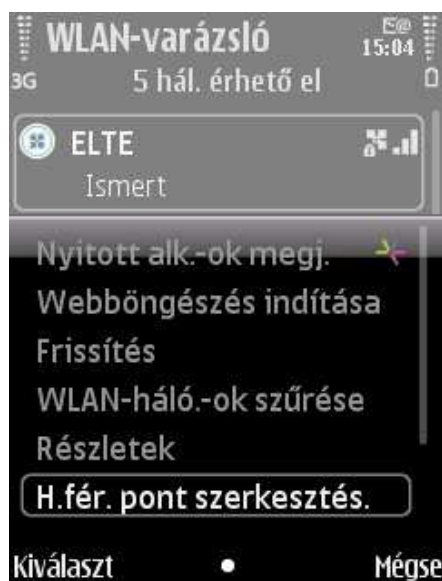 WLAN-varázsló
15:04
3G
5 hál. érhető el
ELTE
Ismert
Nyitott alk.-ok megj.
Webböngészés indítása
Frissítés
WLAN-háló.-ok szűrése
Részletek
H.fér. pont szerkesztés.
Kiválaszt
Mégse